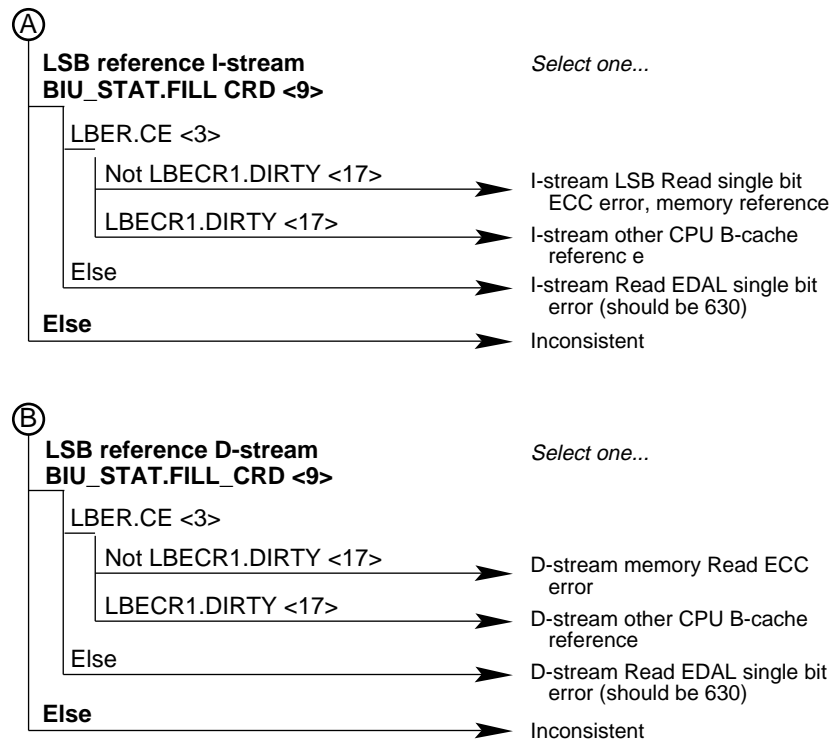 A
LSB reference I-stream
Select one...
BIU_STAT.FILL CRD <9>
LBER.CE <3>
Not LBECR1.DIRTY <17>
I-stream LSB Read single bit
ECC error, memory reference
LBECR1.DIRTY <17>
I-stream other CPU B-cache
referenc e
Else
I-stream Read EDAL single bit
error (should be 630)
Else
Inconsistent
B
LSB reference D-stream
Select one...
BIU_STAT.FILL_CRD <9>
LBER.CE <3>
Not LBECR1.DIRTY <17>
D-stream memory Read ECC
error
LBECR1.DIRTY <17>
D-stream other CPU B-cache
reference
Else
D-stream Read EDAL single bit
error (should be 630)
Else
Inconsistent